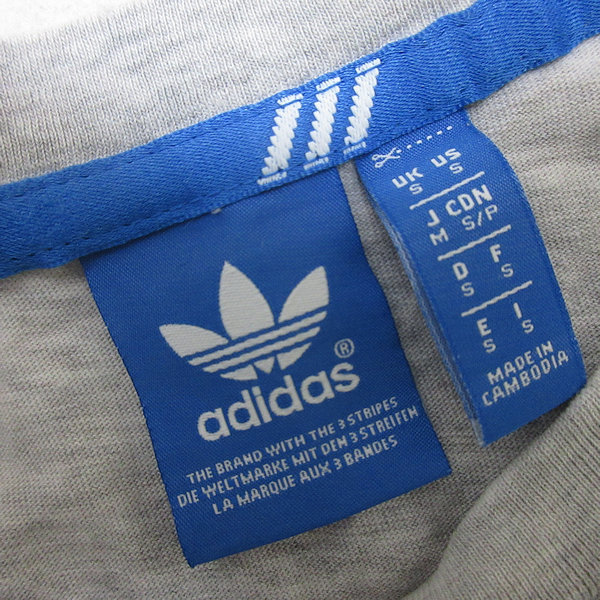 adidas®
THE BRAND WITH THE 3 STRIPES
DIE WELTMARKE MIT DEN 3 STREIFEN
LA MARQUE AUX 3 BANDES
UK US
S S
J CDN
M S/P
D F
S S
E I
S S
MADE IN
CAMBODIA